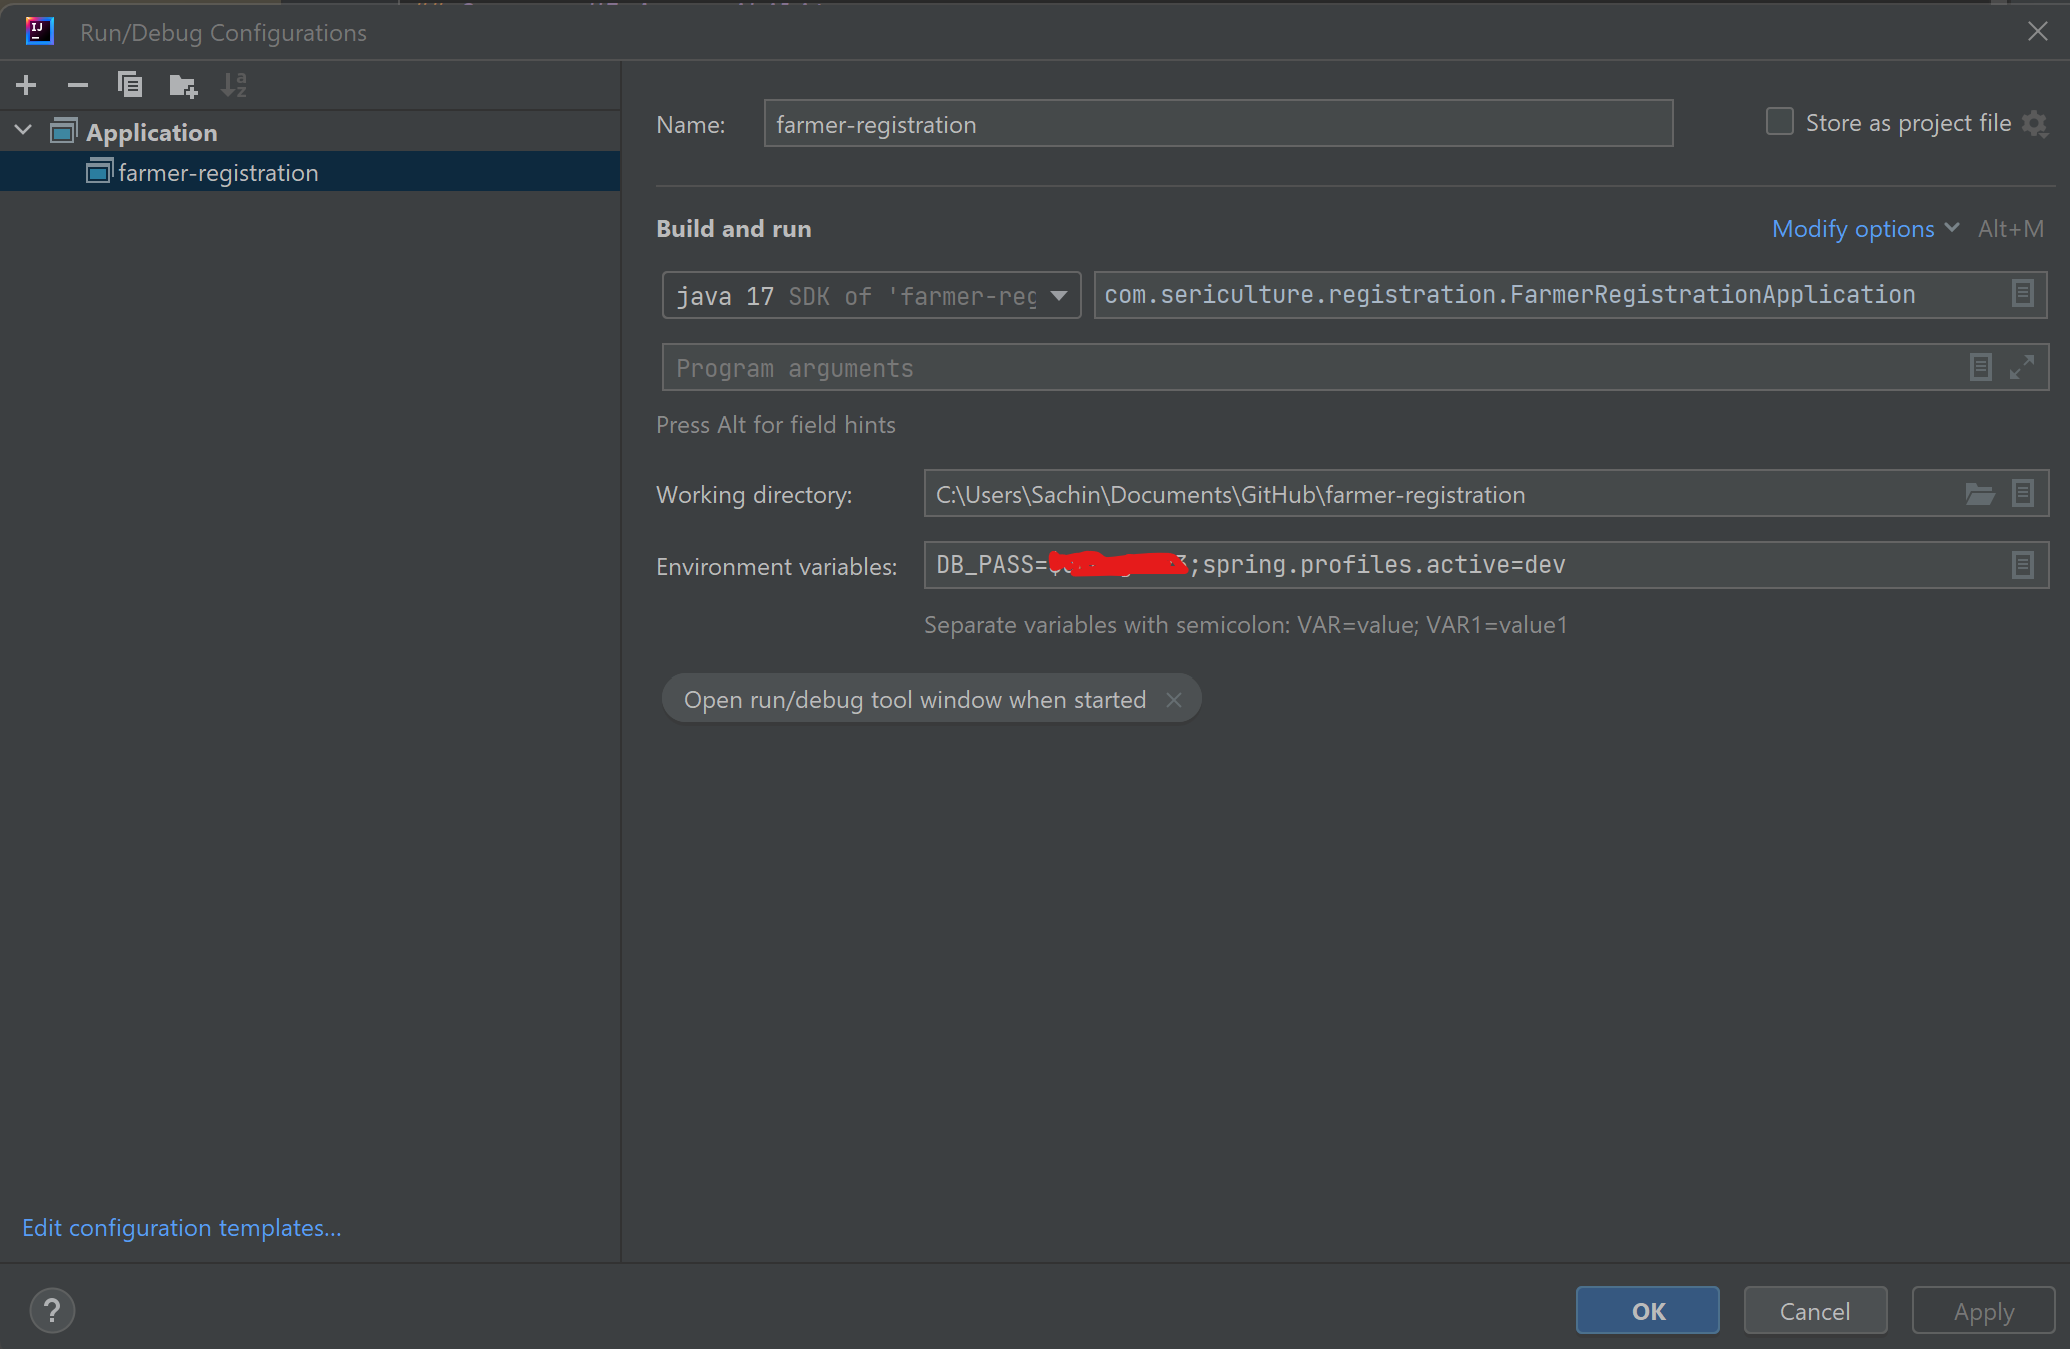 Run/Debug Configurations
Application
farmer-registration
Name: farmer-registration
Store as project file
Build and run
Modify options Alt+M
java 17 SDK of 'farmer-reg
com.sericulture.registration.FarmerRegistrationApplication
Program arguments
Press Alt for field hints
Working directory: C:\Users\Sachin\Documents\GitHub\farmer-registration
Environment variables: DB_PASS= ;spring.profiles.active=dev
Separate variables with semicolon: VAR=value; VAR1=value1
Open run/debug tool window when started
Edit configuration templates...
?
OK Cancel Apply